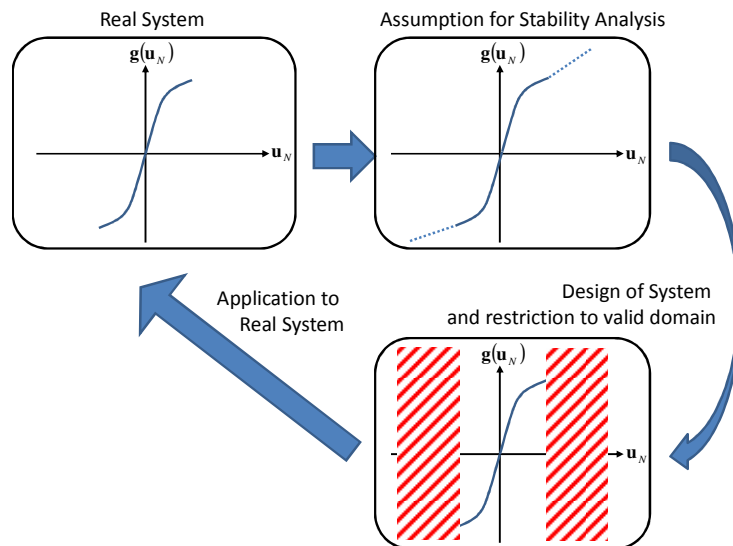 Real System
Assumption for Stability Analysis
g(u_N)
g(u_N)
u_N
u_N
Application to
Real System
Design of System
and restriction to valid domain
g(u_N)
u_N